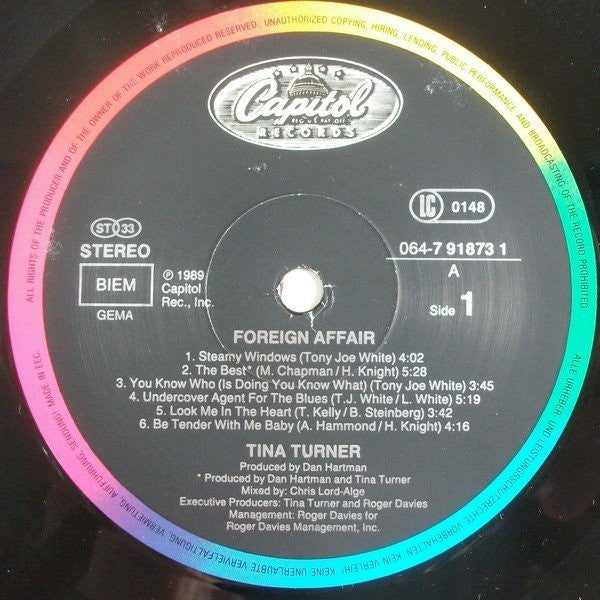 ALL RIGHTS OF THE PRODUCER AND OF THE OWNER OF THE WORK REPRODUCED RESERVED. UNAUTHORIZED COPYING, HIRING, LENDING, PUBLIC PERFORMANCE AND BROADCASTING OF THE RECORD PROHIBITED.
Capitol
REG. U.S. PAT. OFF.
RECORDS
ST 33
STEREO
BIEM
GEMA
℗ 1989
Capitol
Rec., Inc.
LC 0148
064-7 91873 1
A
Side 1
FOREIGN AFFAIR
1. Steamy Windows (Tony Joe White) 4:02
2. The Best* (M. Chapman / H. Knight) 5:28
3. You Know Who (Is Doing You Know What) (Tony Joe White) 3:45
4. Undercover Agent For The Blues (T.J. White / L. White) 5:19
5. Look Me In The Heart (T. Kelly / B. Steinberg) 3:42
6. Be Tender With Me Baby (A. Hammond / H. Knight) 4:16
TINA TURNER
Produced by Dan Hartman
* Produced by Dan Hartman and Tina Turner
Mixed by: Chris Lord-Alge
Executive Producers: Tina Turner and Roger Davies
Management: Roger Davies for
Roger Davies Management, Inc.
ALLE URHEBER- UND LEISTUNGSSCHUTZRECHTE VORBEHALTEN. KEIN VERLEIH! KEINE UNERLAUBTE VERVIELFÄLTIGUNG, VERMIETUNG, AUFFÜHRUNG, SENDUNG! MADE IN EEC.